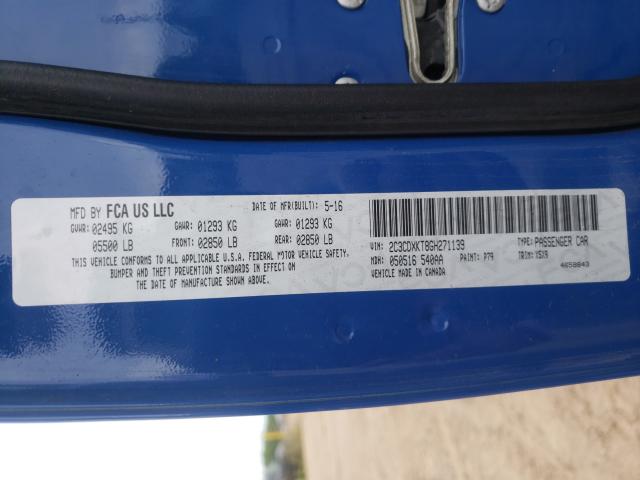 MFD BY FCA US LLC DATE OF MFR(BUILT): 5-16
GVWR: 02495 KG GAWR: 01293 KG GAWR: 01293 KG
05500 LB FRONT: 02850 LB REAR: 02850 LB
THIS VEHICLE CONFORMS TO ALL APPLICABLE U.S.A. FEDERAL MOTOR VEHICLE SAFETY,
BUMPER AND THEFT PREVENTION STANDARDS IN EFFECT ON
THE DATE OF MANUFACTURE SHOWN ABOVE.
VIN: 2C3CDXKT8GH271139 TYPE: PASSENGER CAR
MDH: 050516 540AA PAINT: P79 TRIM: YSX9
VEHICLE MADE IN CANADA 4658843